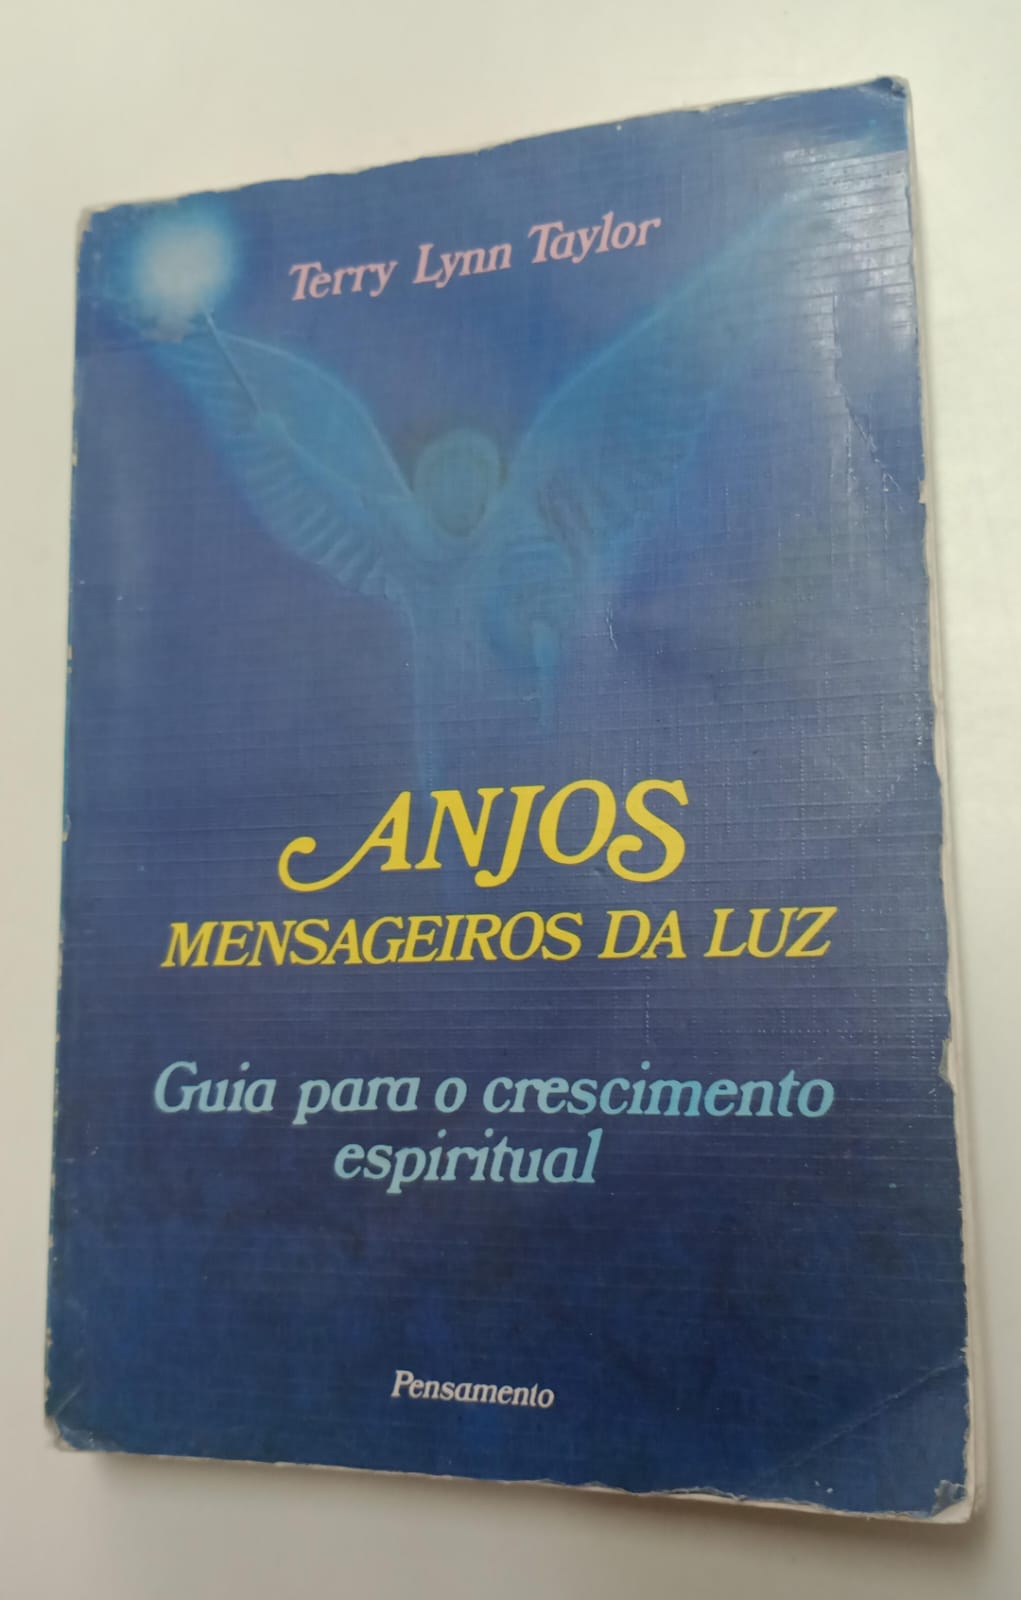 Terry Lynn Taylor
ANJOS
MENSAGEIROS DA LUZ
Guia para o crescimento
espiritual
Pensamento